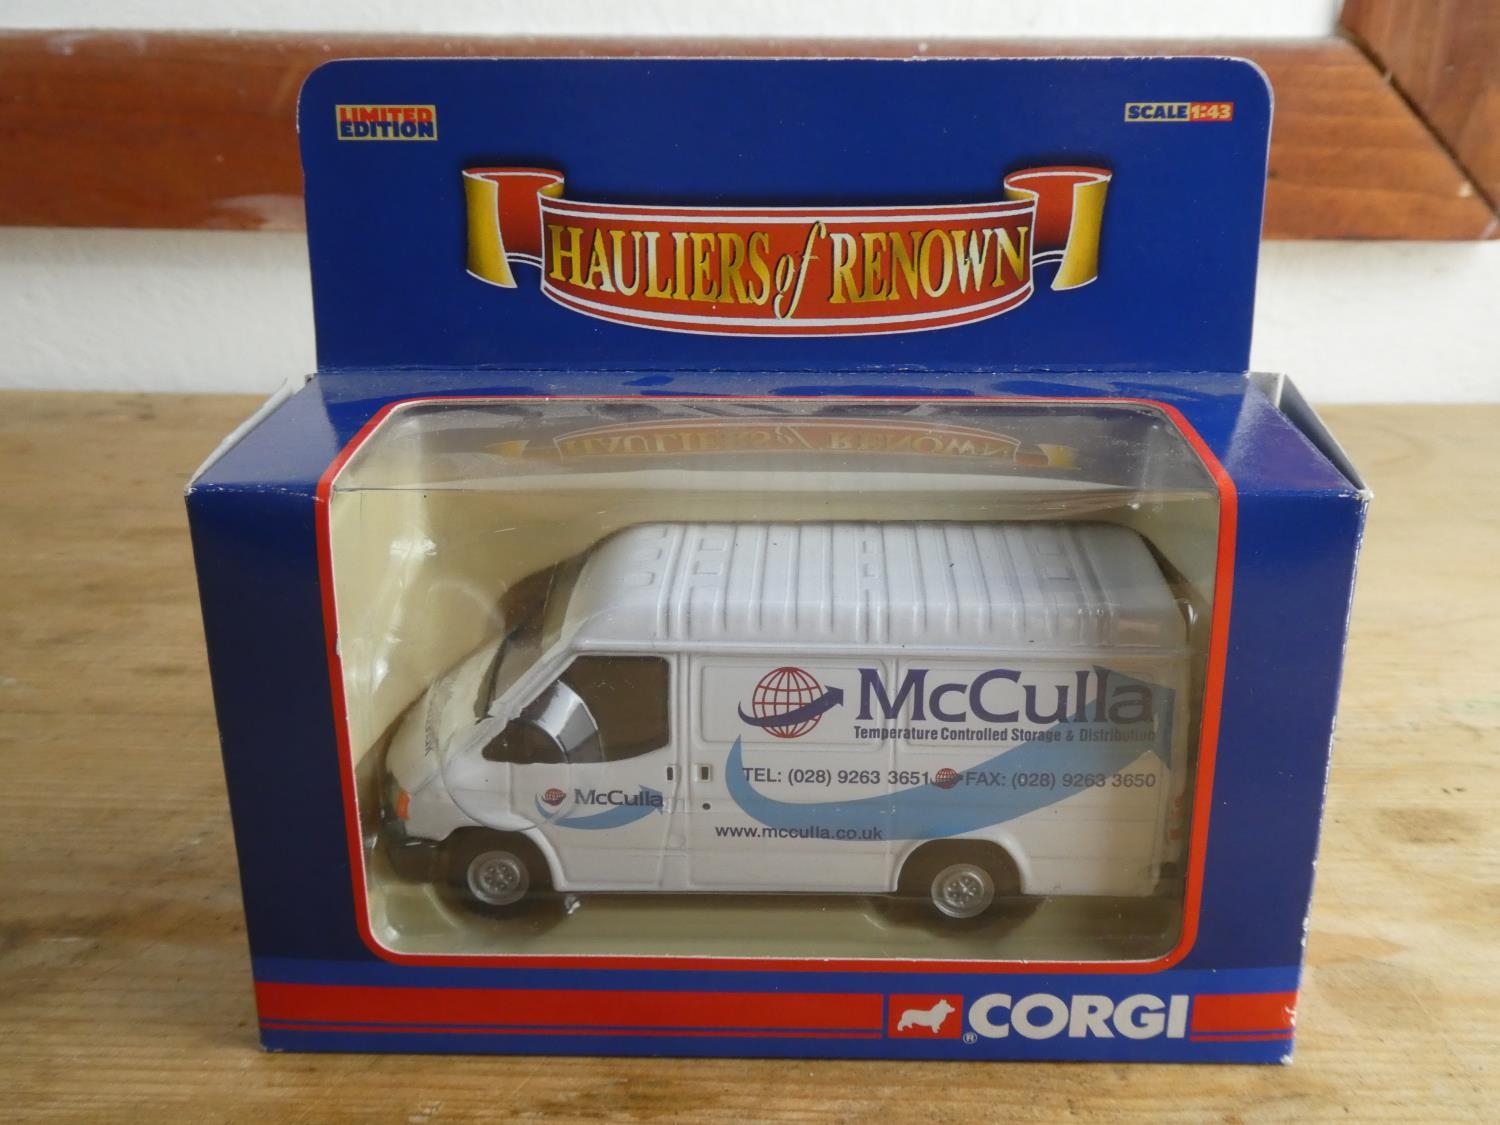 LIMITED
EDITION
SCALE 1:43
HAULIERS of RENOWN
McCulla
Temperature Controlled Storage & Distribution
TEL: (028) 9263 3651 FAX: (028) 9263 3650
www.mcculla.co.uk
McCulla
CORGI
®